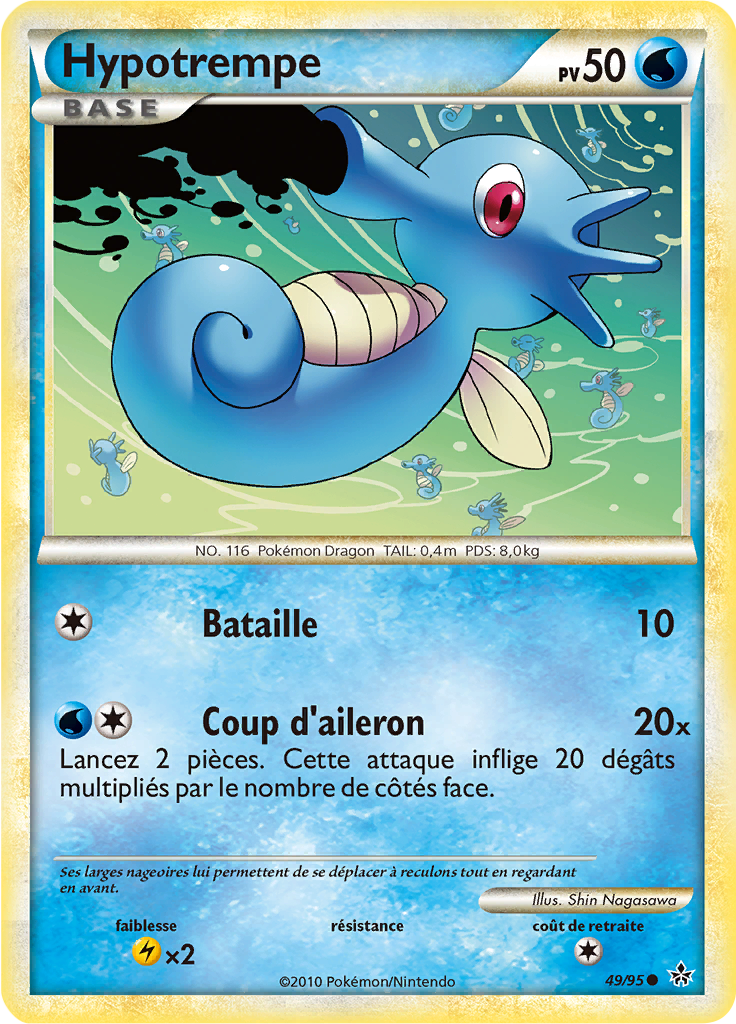 Hypotrempe
PV 50
BASE
NO. 116 Pokémon Dragon TAIL: 0,4m PDS: 8,0kg
Bataille 10
Coup d'aileron 20x
Lancez 2 pièces. Cette attaque inflige 20 dégâts
multipliés par le nombre de côtés face.
Ses larges nageoires lui permettent de se déplacer à reculons tout en regardant
en avant.
Illus. Shin Nagasawa
faiblesse résistance coût de retraite
×2
©2010 Pokémon/Nintendo 49/95